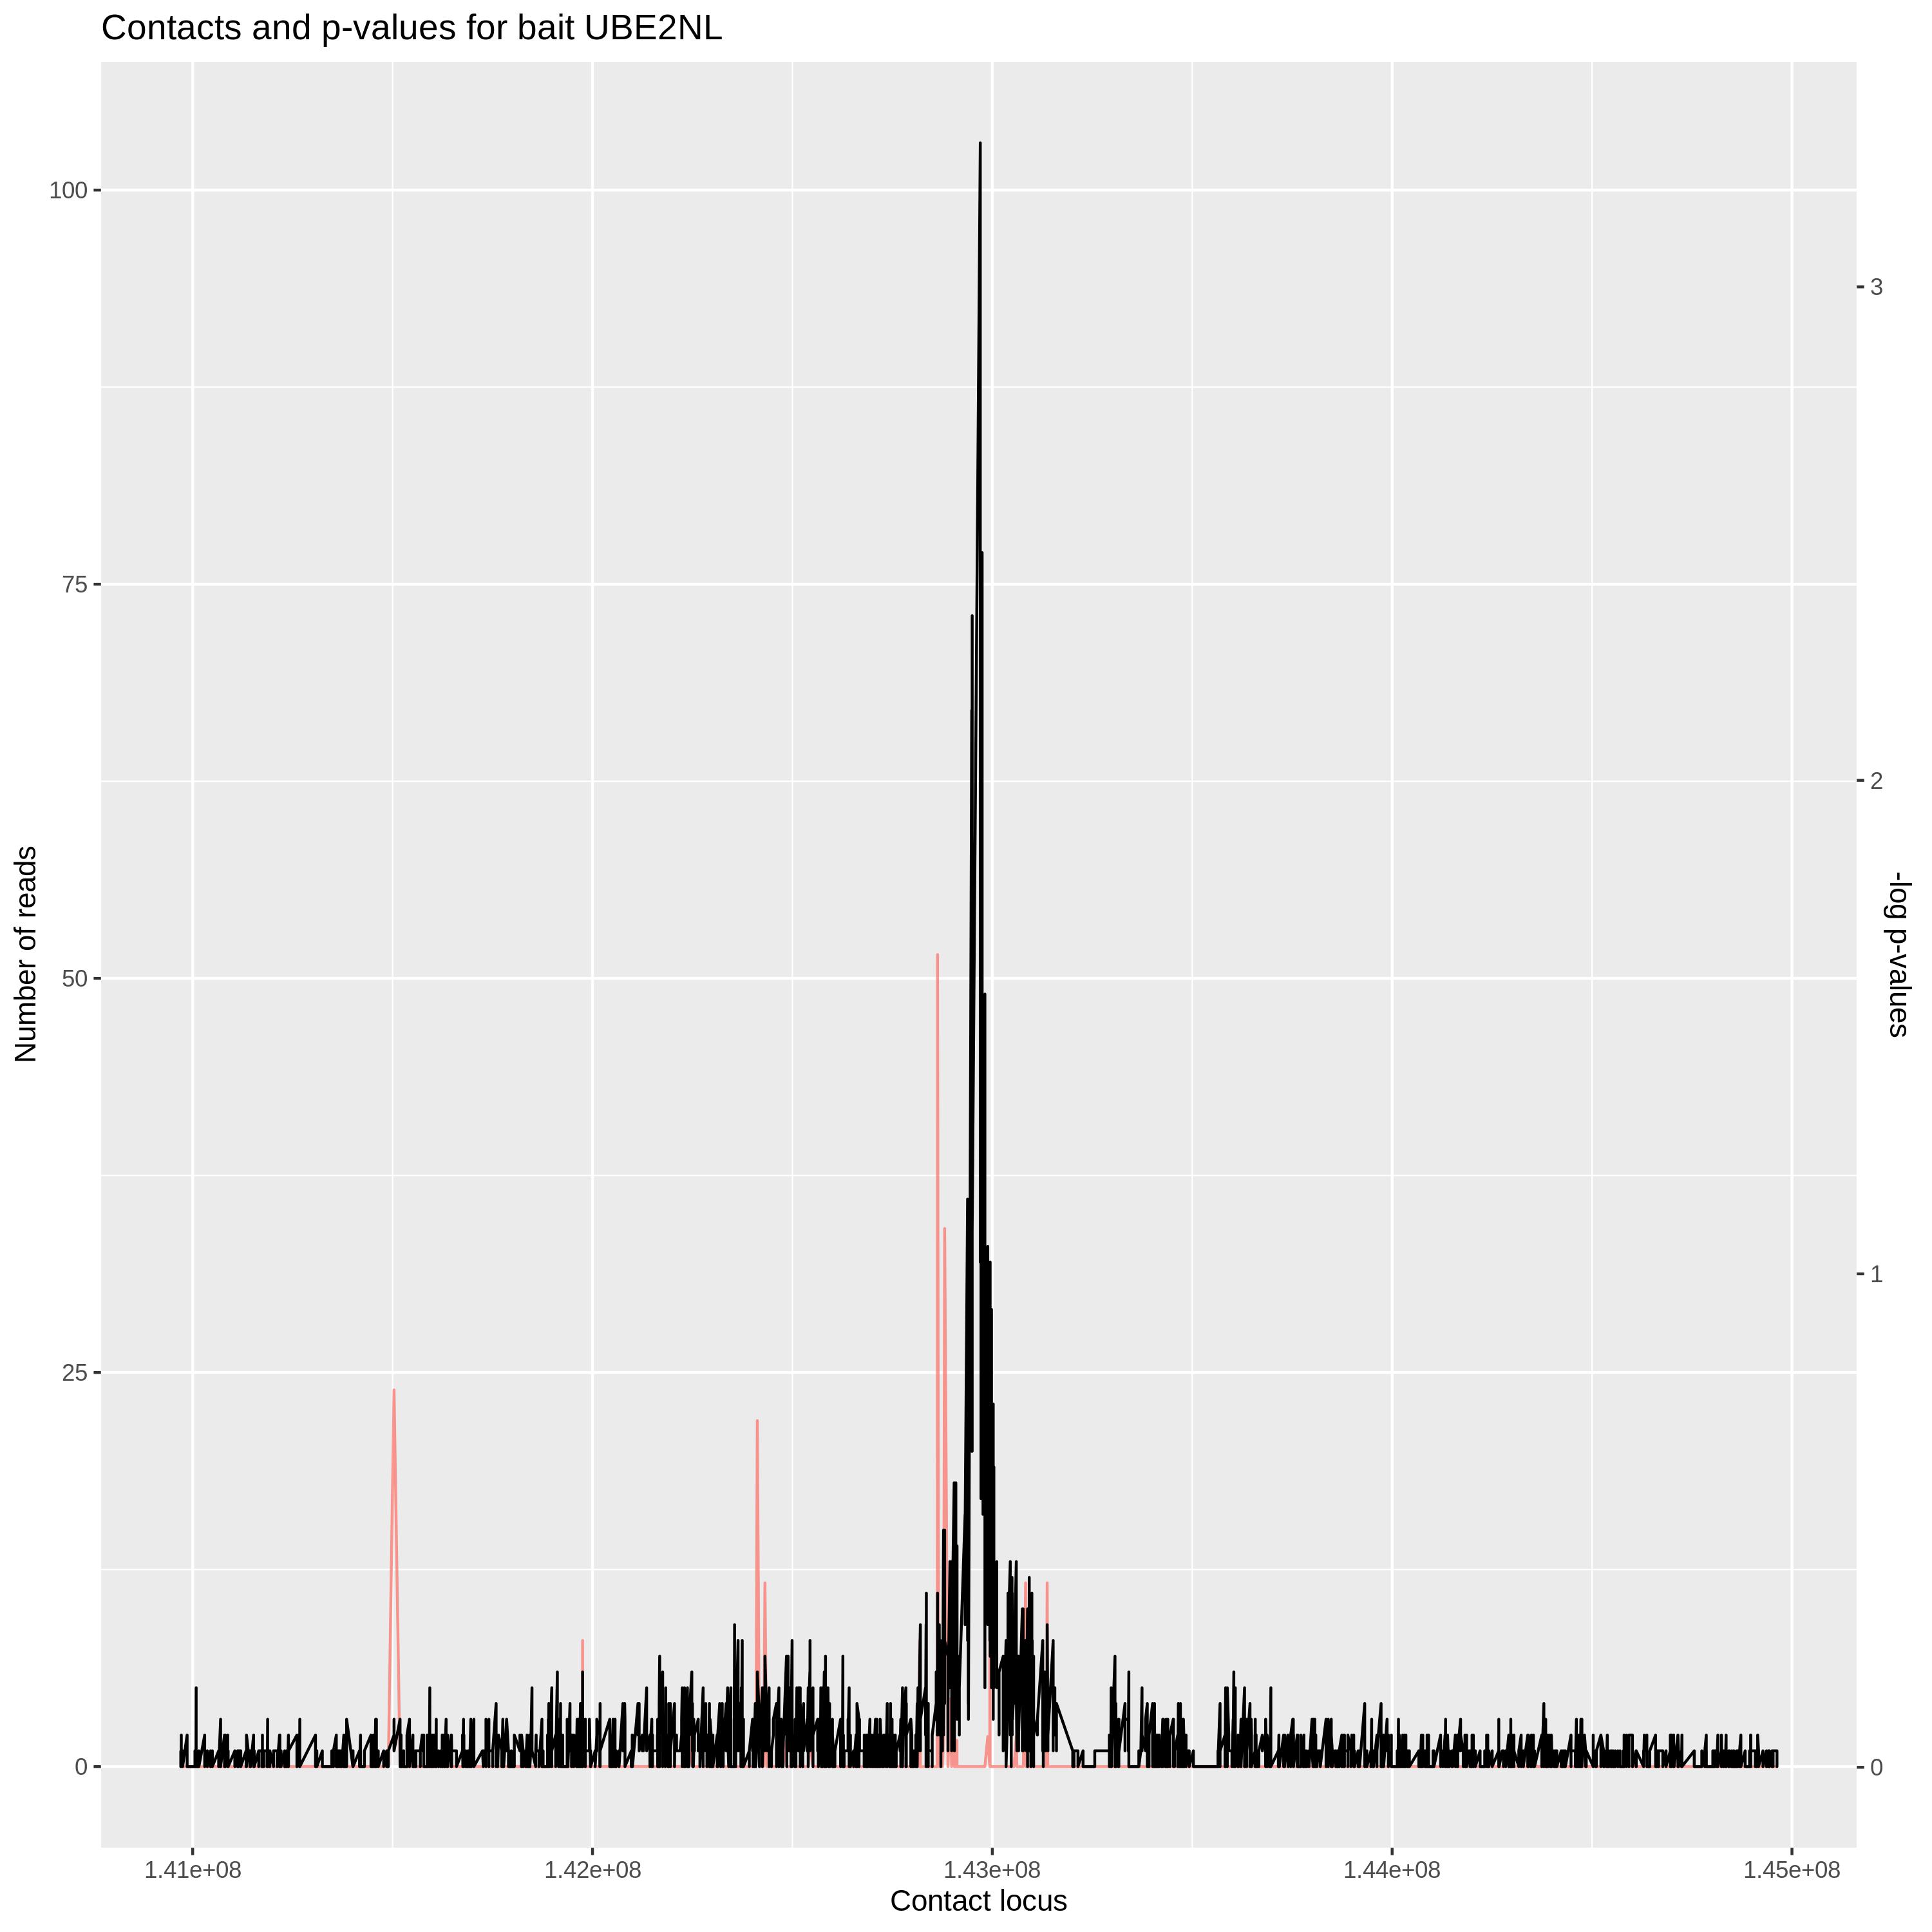 Contacts and p-values for bait UBE2NL
100
75
50
25
0
Number of reads
3
2
1
0
-log p-values
1.41e+08
1.42e+08
1.43e+08
1.44e+08
1.45e+08
Contact locus